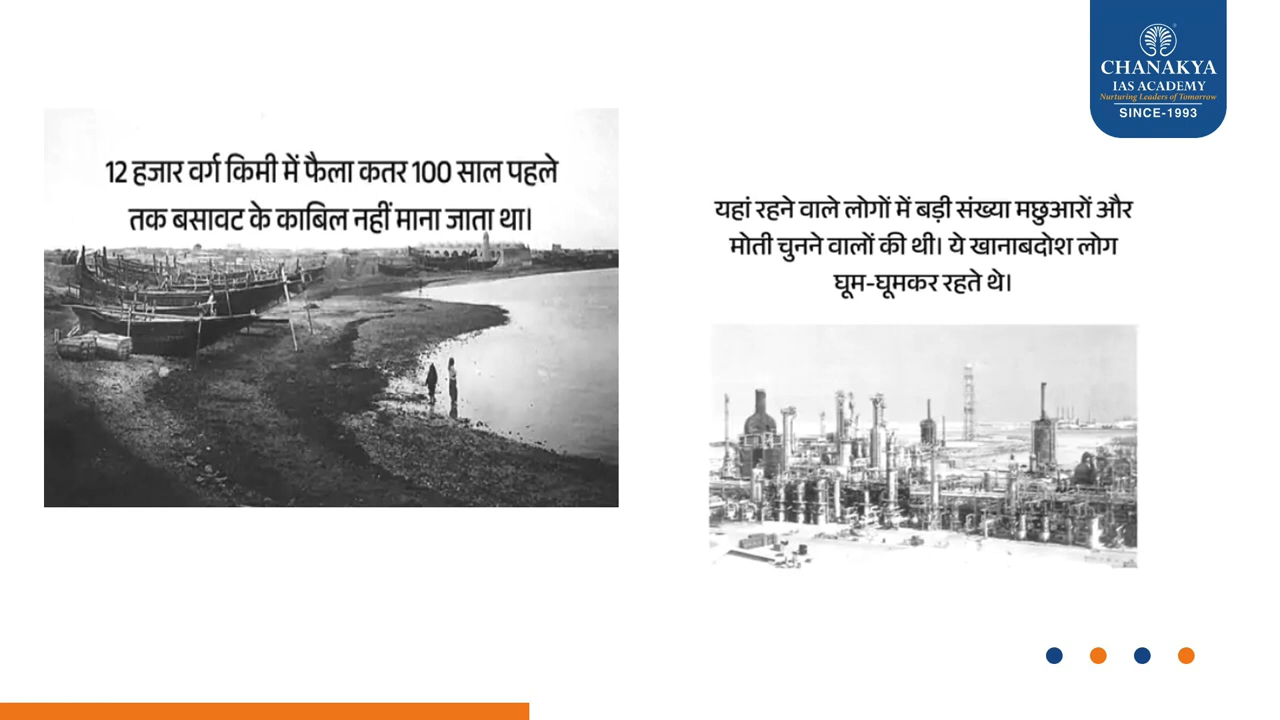 CHANAKYA
IAS ACADEMY
Nurturing Leaders of Tomorrow
SINCE-1993
12 हजार वर्ग किमी में फैला कतर 100 साल पहले
तक बसावट के काबिल नहीं माना जाता था।
यहां रहने वाले लोगों में बड़ी संख्या मछुआरों और
मोती चुनने वालों की थी। ये खानाबदोश लोग
घूम-घूमकर रहते थे।